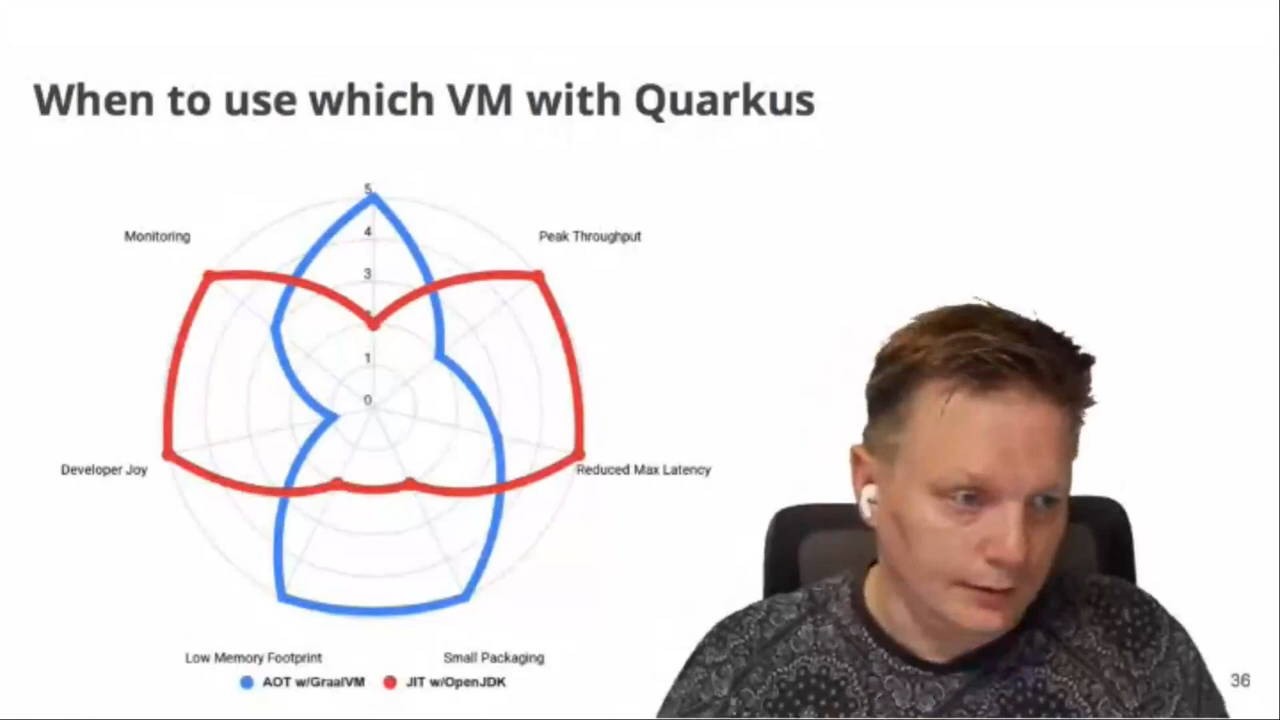 When to use which VM with Quarkus
5
Monitoring
Peak Throughput
4
3
1
0
Developer Joy
Reduced Max Latency
Low Memory Footprint
Small Packaging
AOT w/GraalVM
JIT w/OpenJDK
36